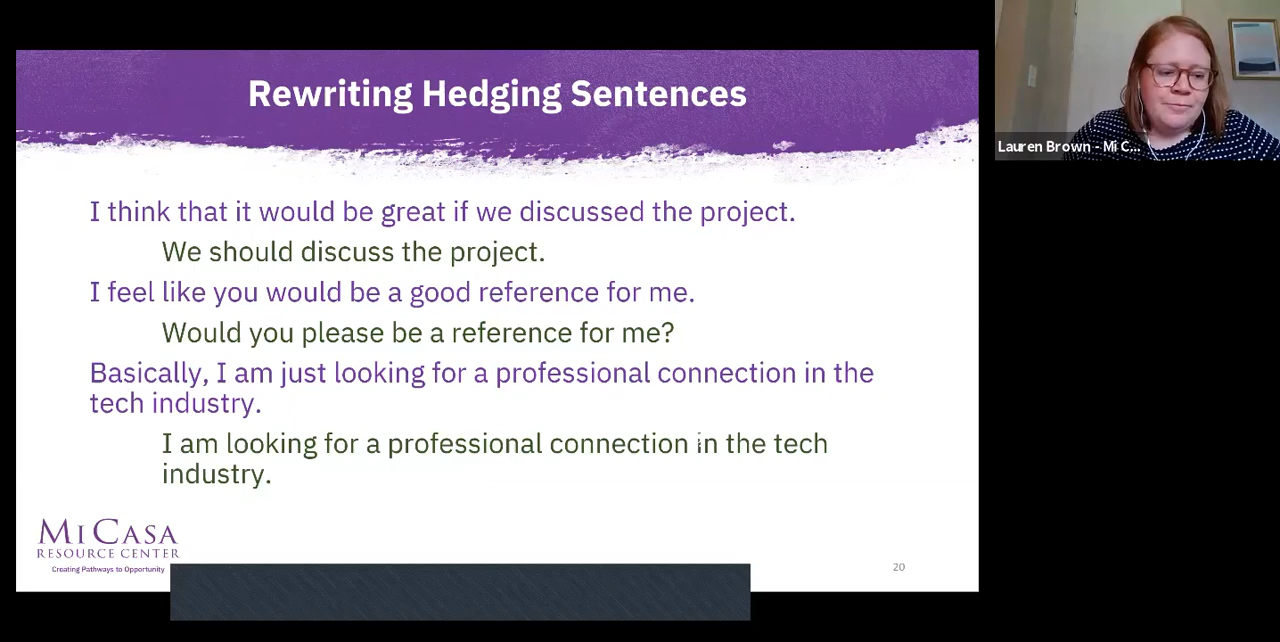 Rewriting Hedging Sentences
Lauren Brown - Mi C...
I think that it would be great if we discussed the project.
We should discuss the project.
I feel like you would be a good reference for me.
Would you please be a reference for me?
Basically, I am just looking for a professional connection in the
tech industry.
I am looking for a professional connection in the tech
industry.
MI CASA
RESOURCE CENTER
Creating Pathways to Opportunity
20